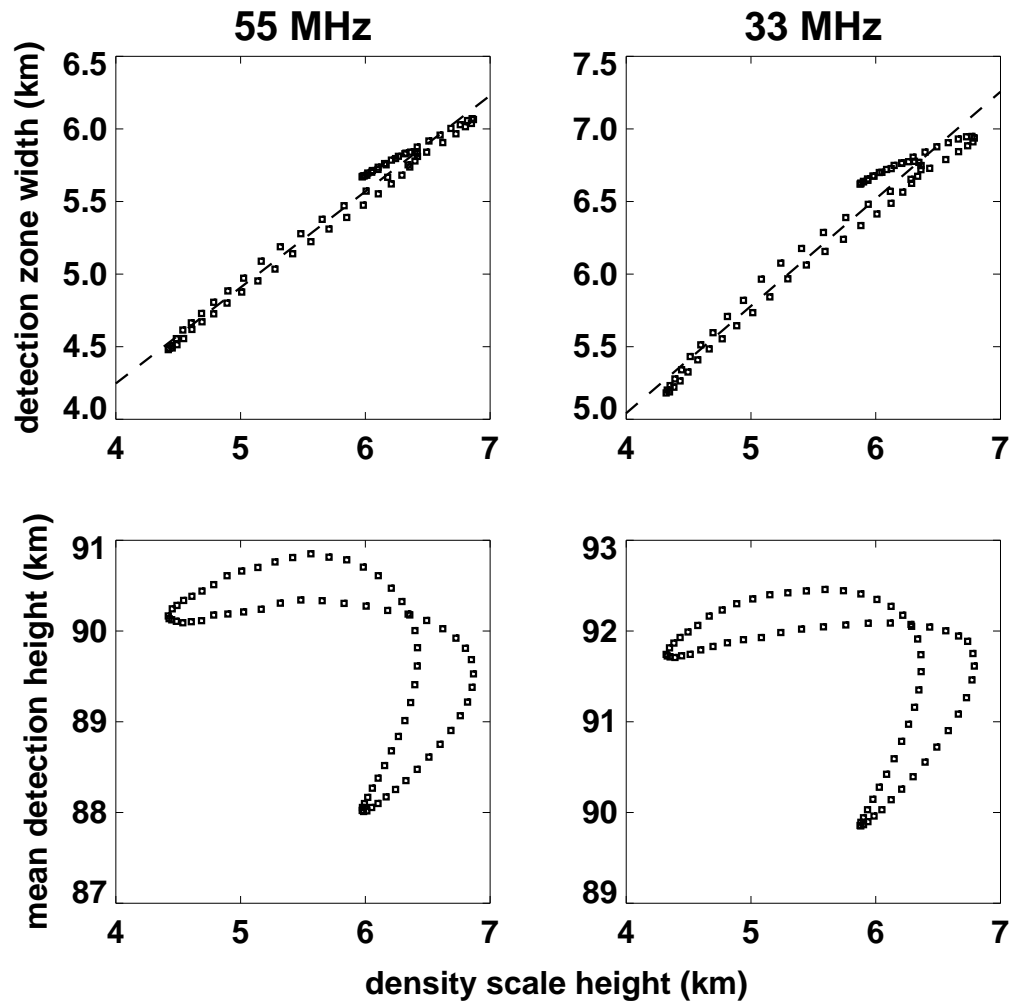 55 MHz
33 MHz
detection zone width (km)
6.5
6.0
5.5
5.0
4.5
4.0
4 5 6 7
7.5
7.0
6.5
6.0
5.5
5.0
4 5 6 7
mean detection height (km)
91
90
89
88
87
4 5 6 7
93
92
91
90
89
4 5 6 7
density scale height (km)